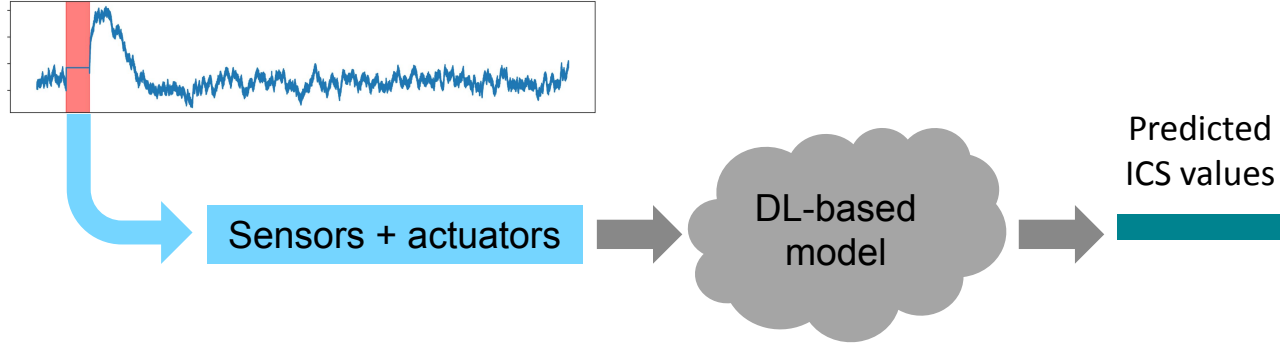 Predicted
ICS values
Sensors + actuators
DL-based
model